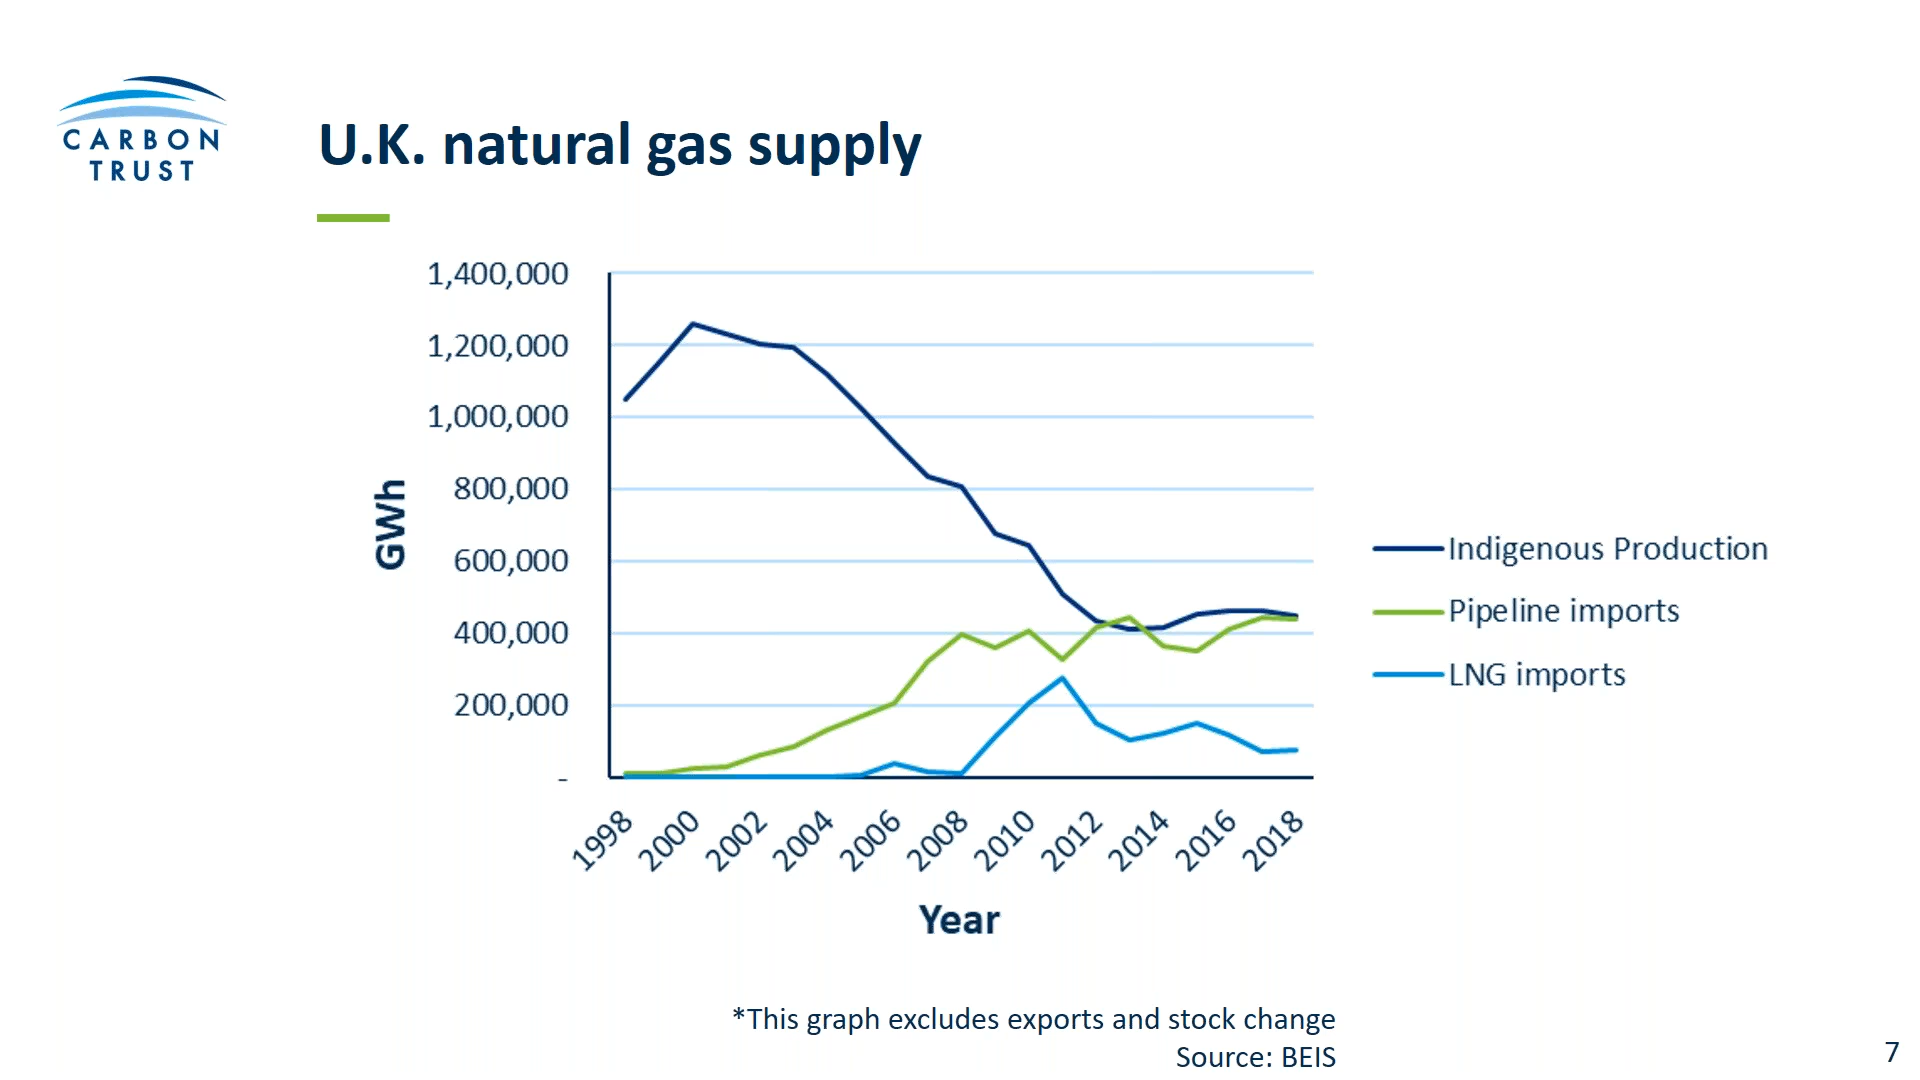 CARBON
TRUST
U.K. natural gas supply
1,400,000
1,200,000
1,000,000
800,000
600,000
400,000
200,000
-
GWh
1998
2000
2002
2004
2006
2008
2010
2012
2014
2016
2018
Year
Indigenous Production
Pipeline imports
LNG imports
*This graph excludes exports and stock change
Source: BEIS
7